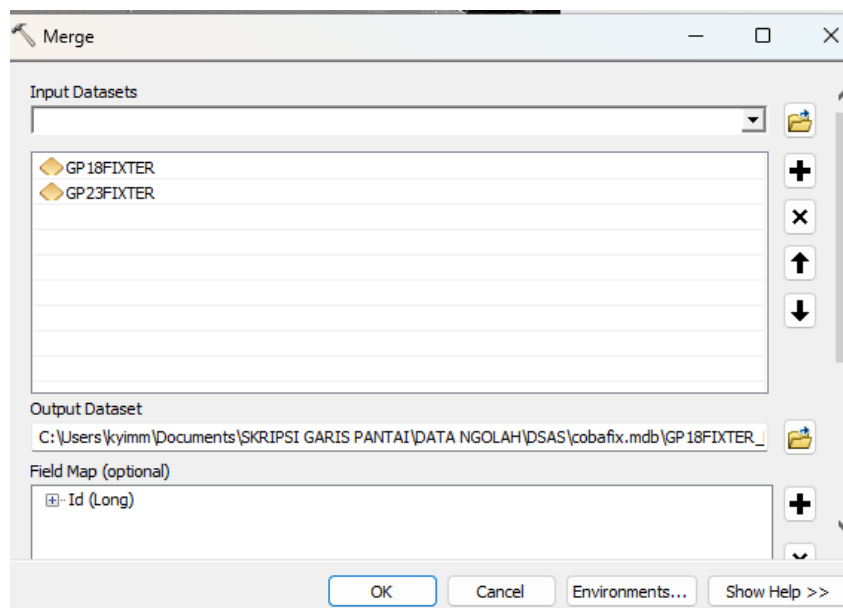 Merge
Input Datasets
GP18FIXTER
GP23FIXTER
Output Dataset
C:\Users\kyimm\Documents\SKRIPSI GARIS PANTAI\DATA NGOLAH\DSAS\cobafix.mdb\GP18FIXTER_
Field Map (optional)
Id (Long)
OK Cancel Environments... Show Help >>